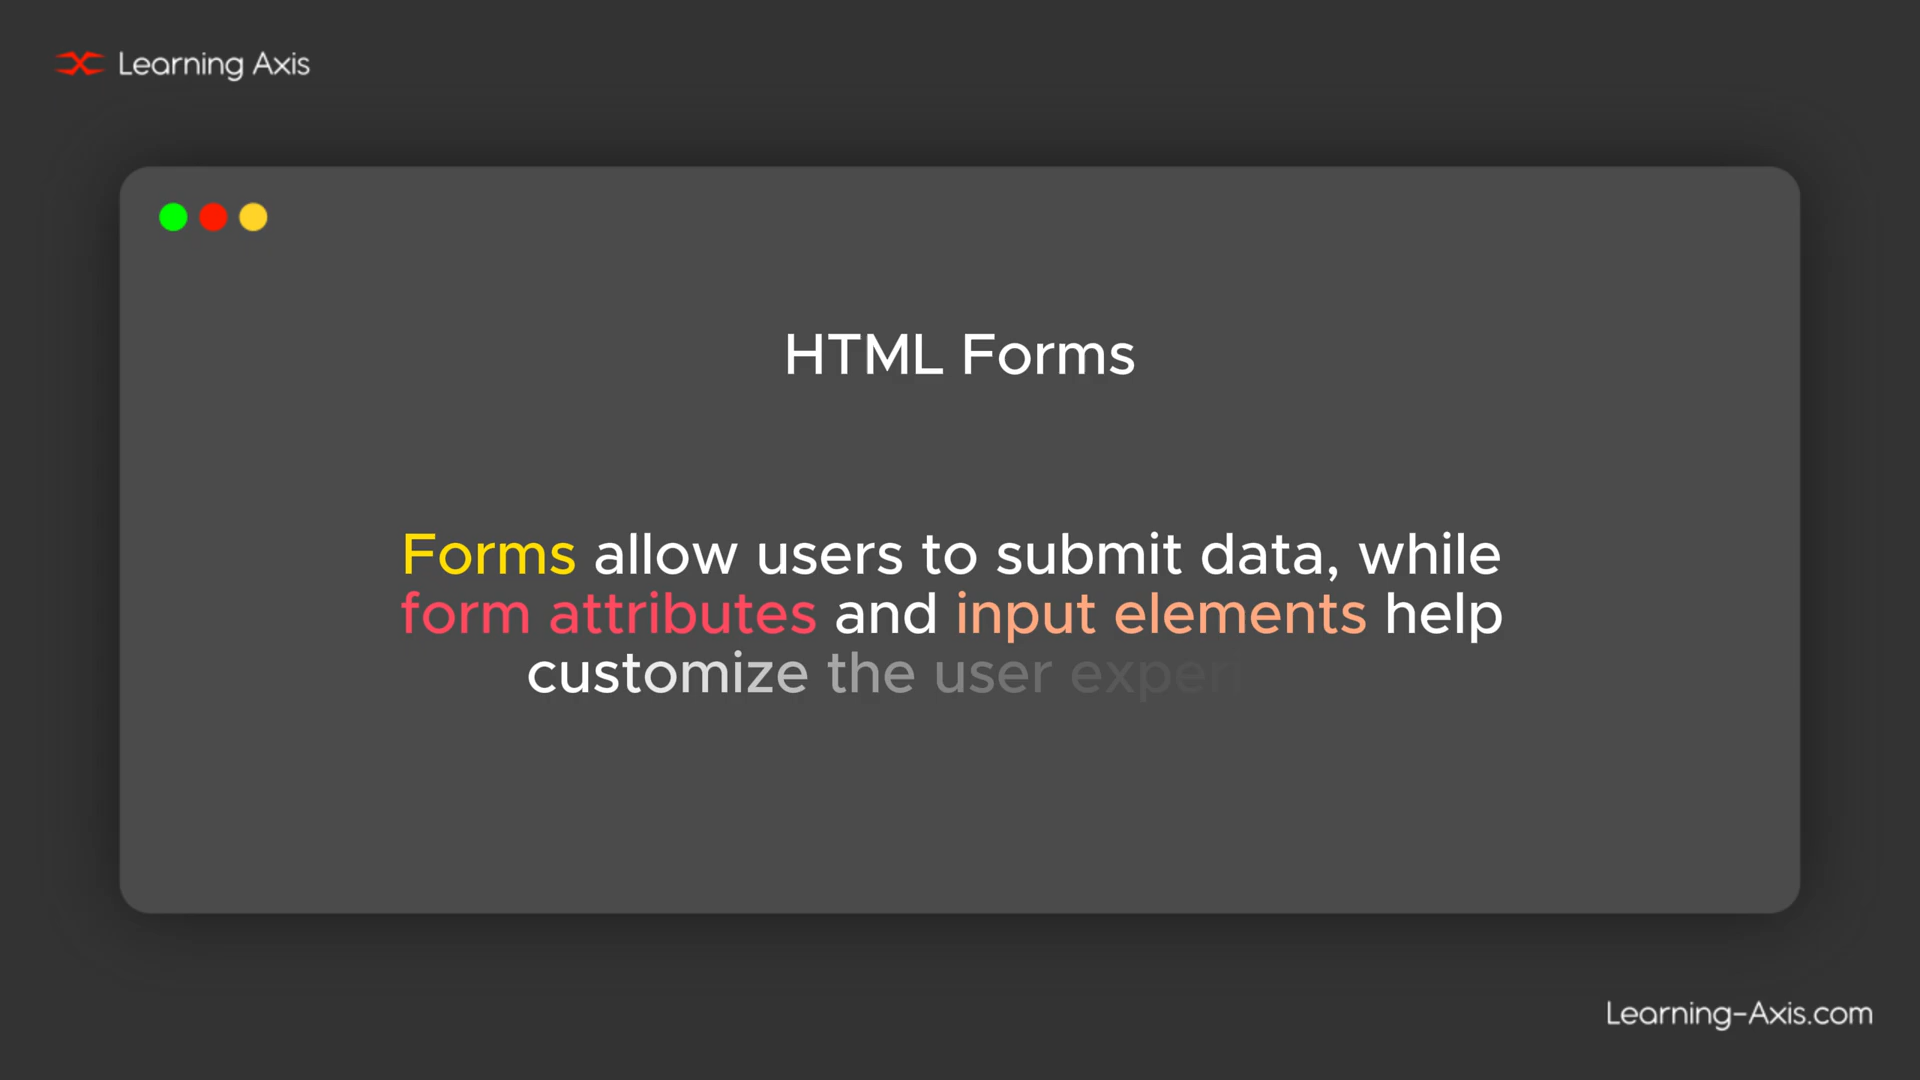 Learning Axis
HTML Forms
Forms allow users to submit data, while
form attributes and input elements help
customize the user experi
Learning-Axis.com